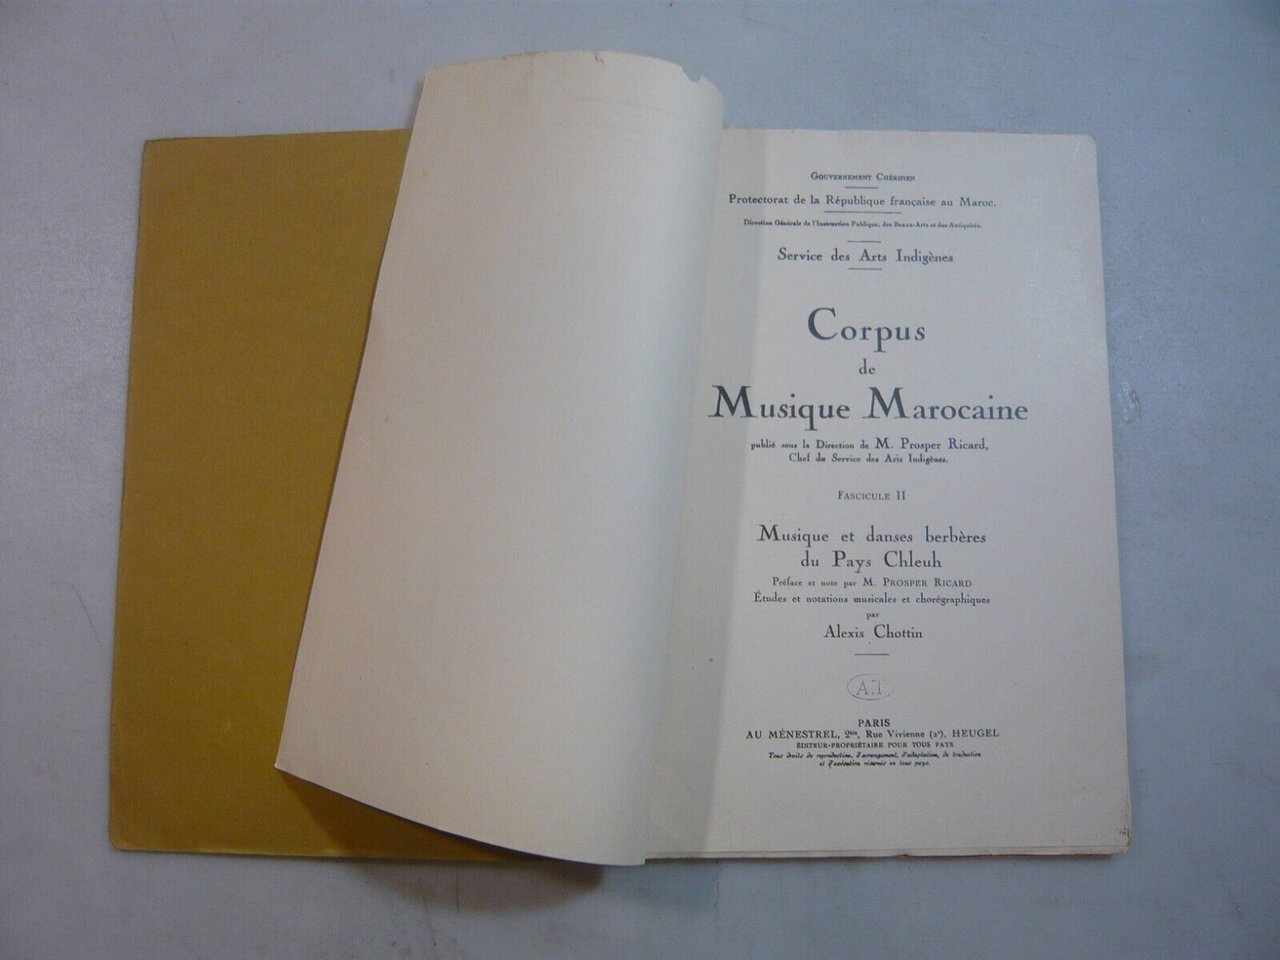 Gouvernement Chérifien
Protectorat de la République française au Maroc.
Direction Générale de l'Instruction Publique, des Beaux-Arts et des Antiquités.
Service des Arts Indigènes
Corpus
de
Musique Marocaine
publié sous la Direction de M. Prosper Ricard,
Chef du Service des Arts Indigènes.
Fascicule II
Musique et danses berbères
du Pays Chleuh
Préface et note par M. PROSPER RICARD
Études et notations musicales et chorégraphiques
par
Alexis Chottin
A.I
PARIS
AU MÉNESTREL, 2bis, Rue Vivienne (2e), HEUGEL
ÉDITEUR-PROPRIÉTAIRE POUR TOUS PAYS
Tous droits de reproduction, d'arrangement, d'adaptation, de traduction
et d'exécution réservés en tous pays.